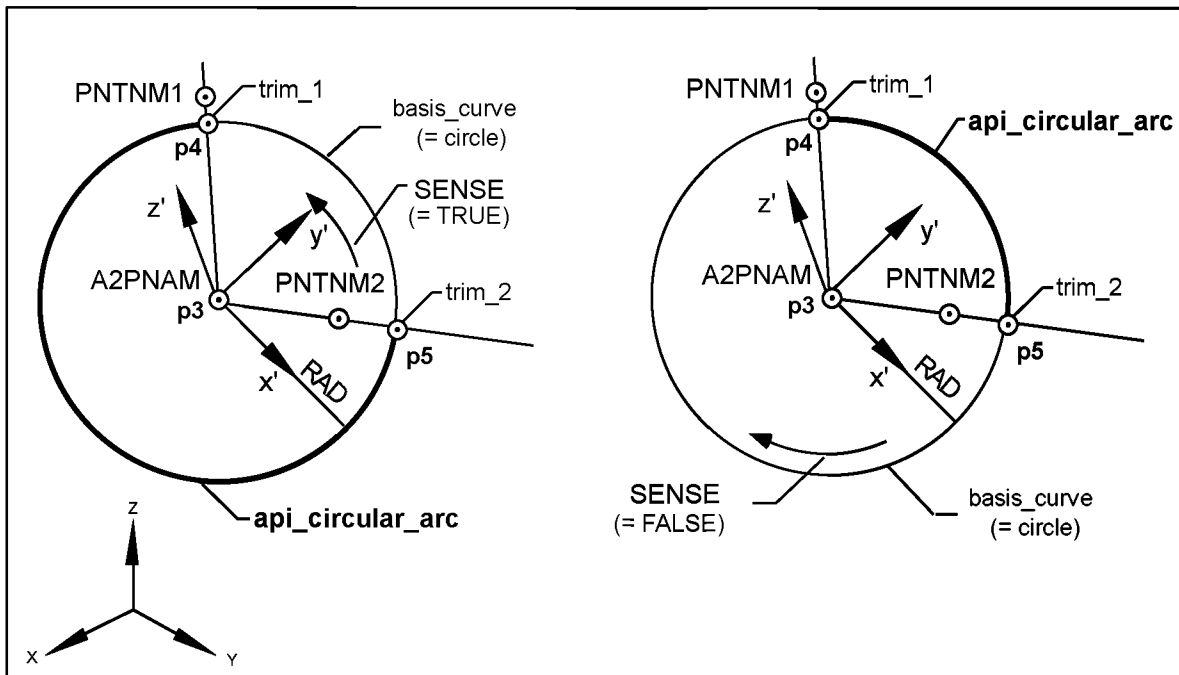 PNTNM1
trim_1
basis_curve
(= circle)
p4
SENSE
(= TRUE)
z'
y'
A2PNAM
PNTNM2
p3
trim_2
p5
x'
RAD
api_circular_arc
Z
X
Y
PNTNM1
trim_1
api_circular_arc
p4
z'
y'
A2PNAM
PNTNM2
p3
trim_2
p5
x'
RAD
SENSE
(= FALSE)
basis_curve
(= circle)